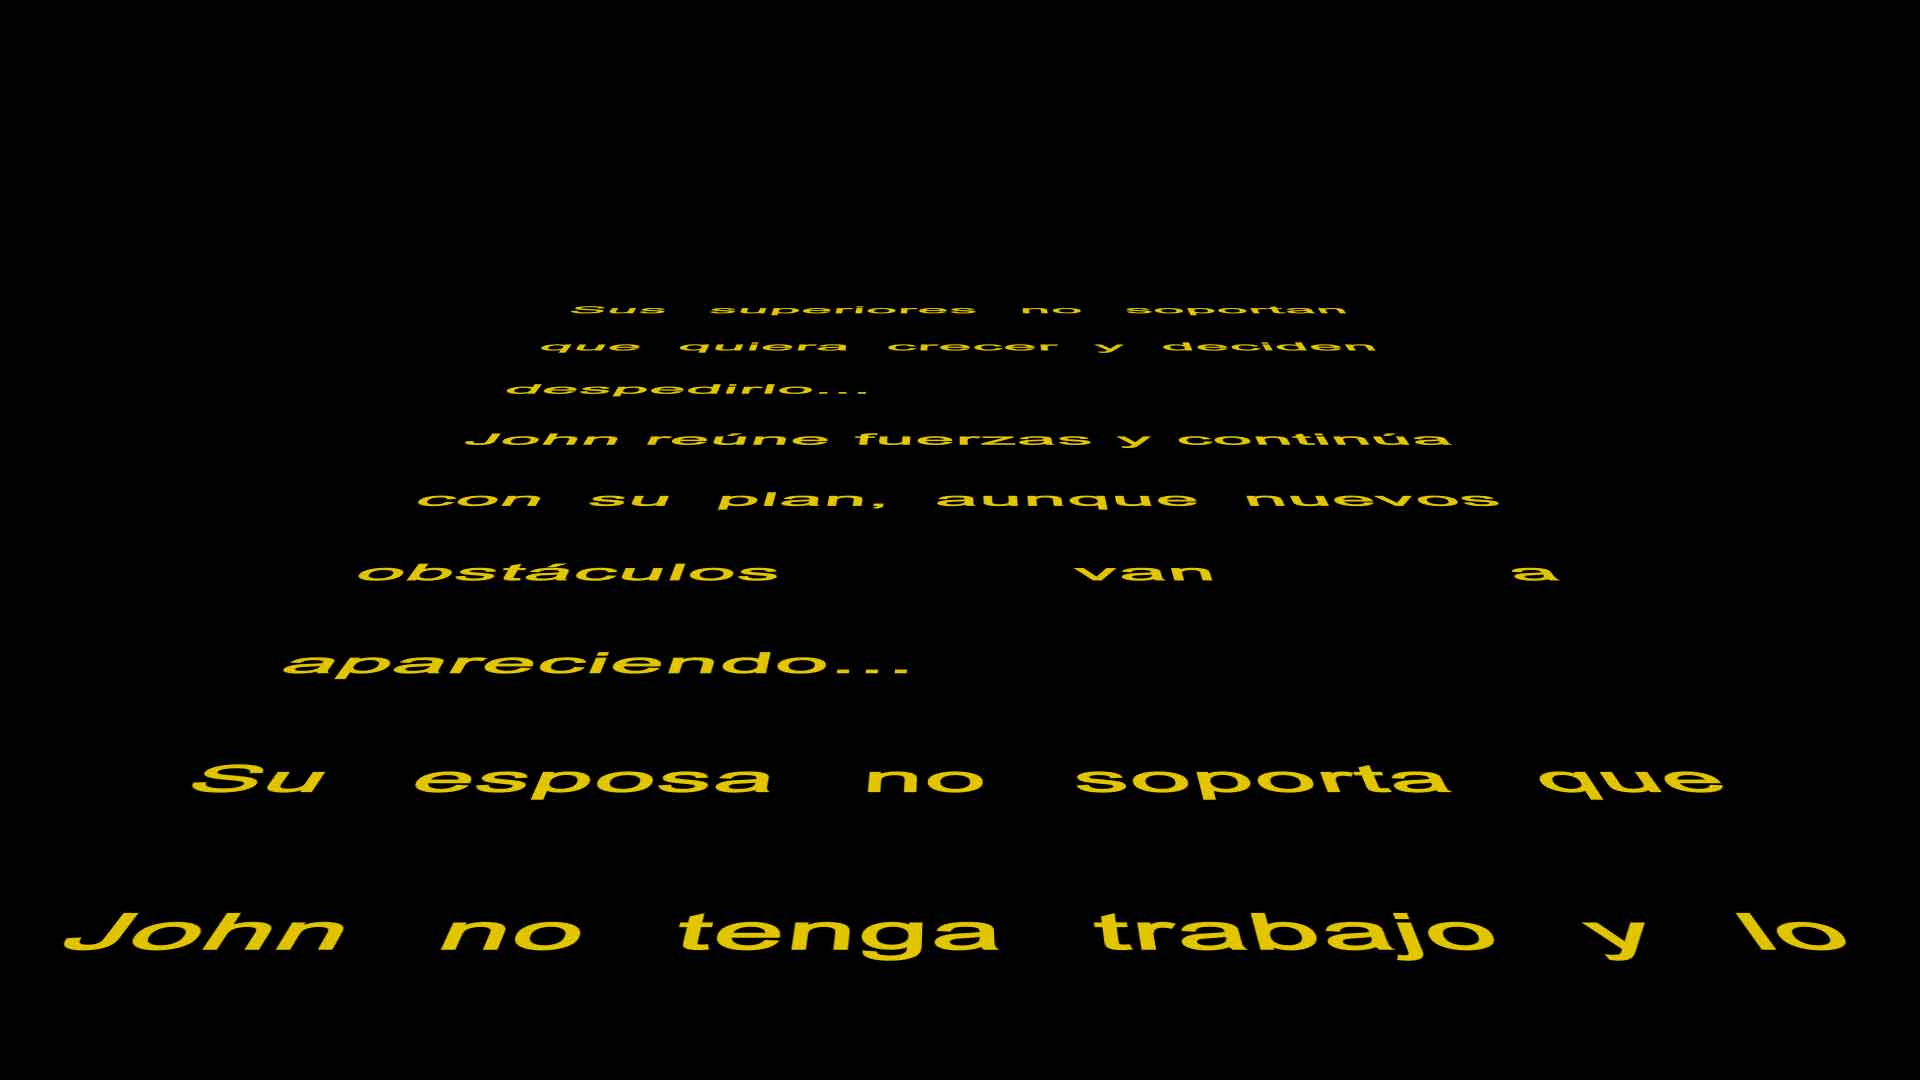 Sus superiores no soportan
que quiera crecer y deciden
despedirlo...
John reúne fuerzas y continúa
con su plan, aunque nuevos
obstáculos van a
apareciendo...
Su esposa no soporta que
John no tenga trabajo y lo